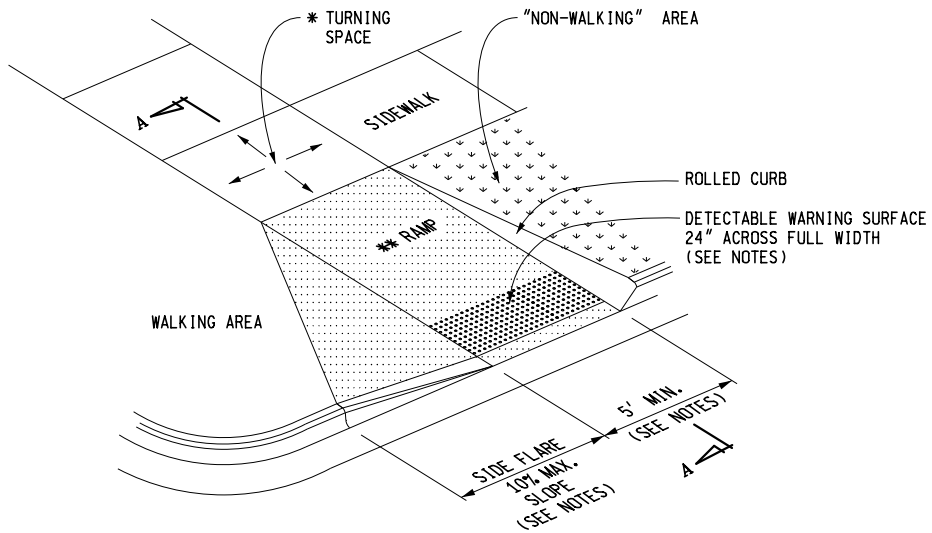 * TURNING
SPACE
"NON-WALKING" AREA
A
SIDEWALK
ROLLED CURB
** RAMP
DETECTABLE WARNING SURFACE
24" ACROSS FULL WIDTH
(SEE NOTES)
WALKING AREA
5' MIN.
(SEE NOTES)
SIDE FLARE
10% MAX.
SLOPE
(SEE NOTES)
A